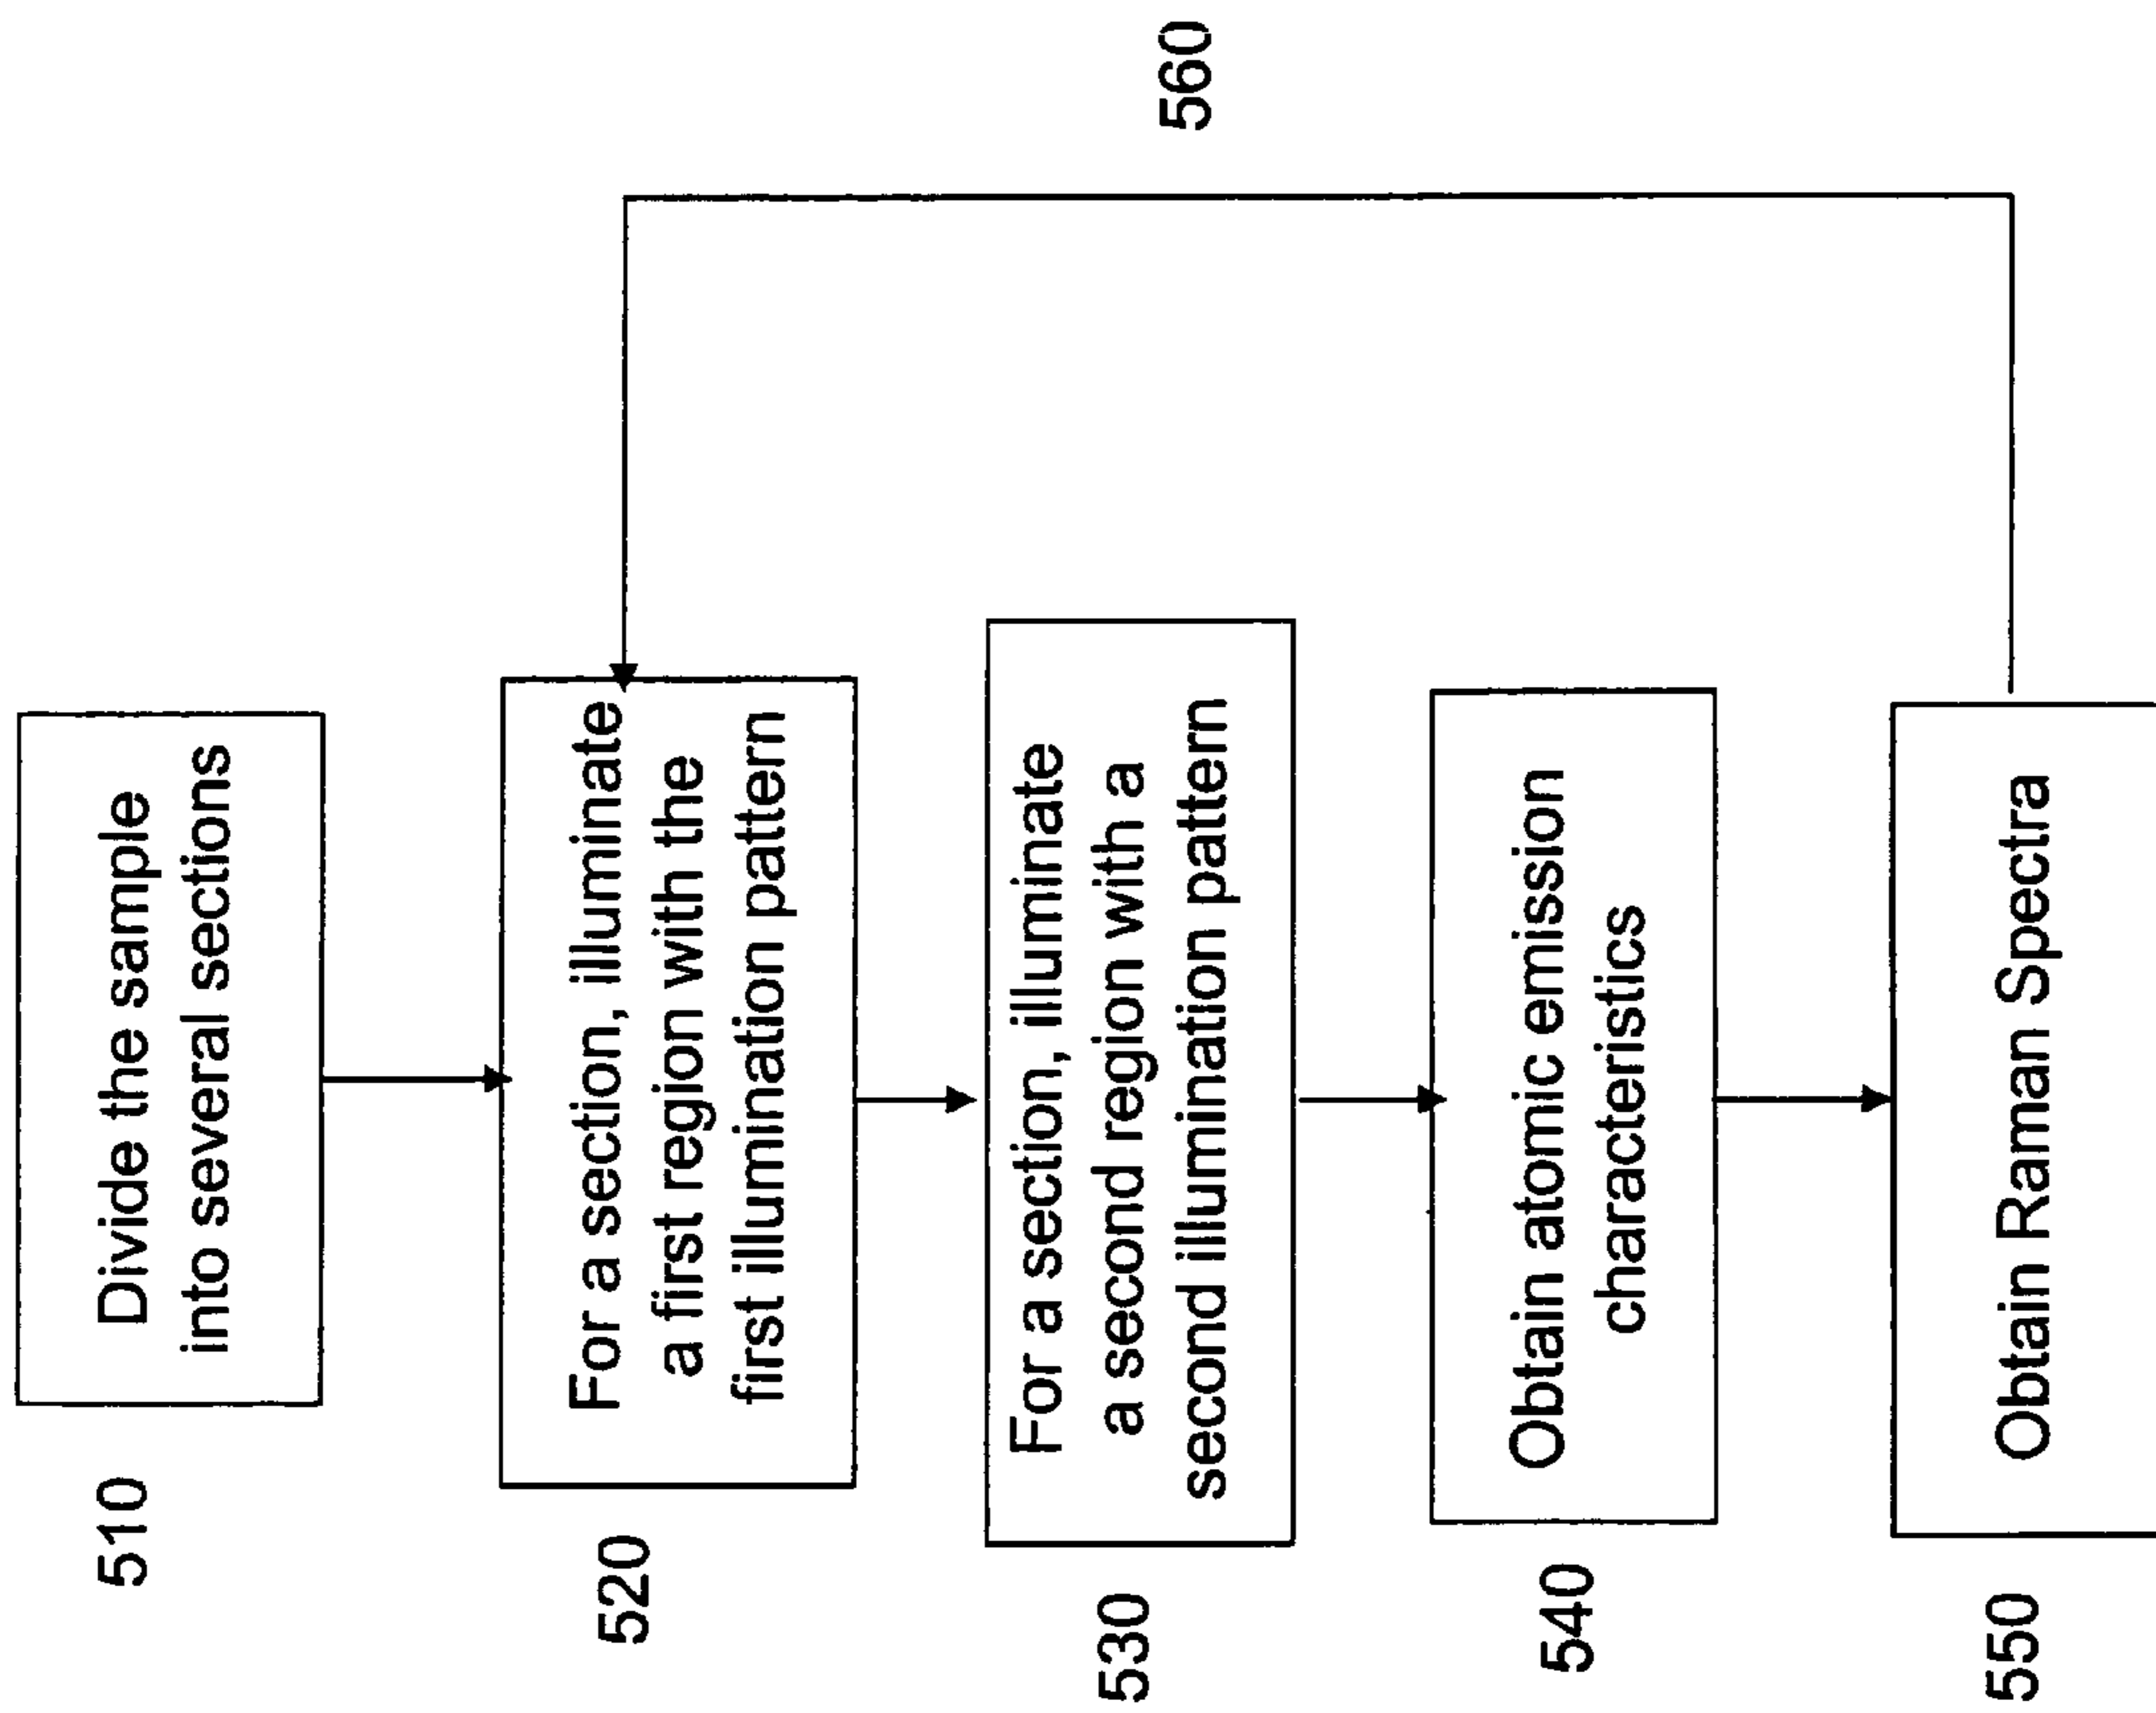 510
Divide the sample
into several sections
520
For a section, illuminate
a first region with the
first illumination pattern
530
For a section, illuminate
a second region with a
second illumination pattern
540
Obtain atomic emission
characteristics
550
Obtain Raman Spectra
560